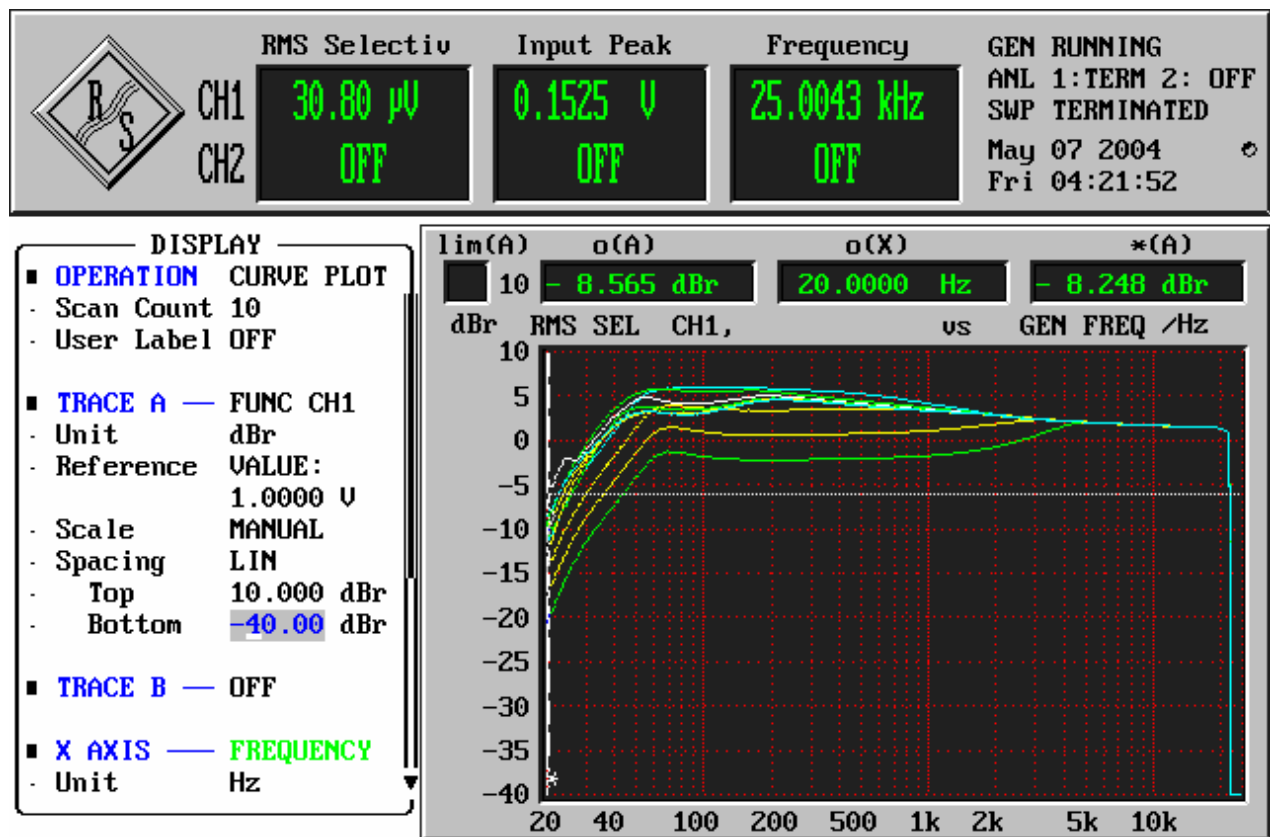 RMS Selectiv Input Peak Frequency
R S
CH1 30.80 µV 0.1525 V 25.0043 kHz
CH2 OFF OFF OFF
GEN RUNNING
ANL 1:TERM 2: OFF
SWP TERMINATED
May 07 2004
Fri 04:21:52
DISPLAY
OPERATION CURVE PLOT
Scan Count 10
User Label OFF
TRACE A FUNC CH1
Unit dBr
Reference VALUE:
1.0000 V
Scale MANUAL
Spacing LIN
Top 10.000 dBr
Bottom -40.00 dBr
TRACE B OFF
X AXIS FREQUENCY
Unit Hz
lim(A) o(A) o(X) *(A)
10 - 8.565 dBr 20.0000 Hz - 8.248 dBr
dBr RMS SEL CH1, vs GEN FREQ /Hz
10
5
0
-5
-10
-15
-20
-25
-30
-35
-40
20 40 100 200 500 1k 2k 5k 10k